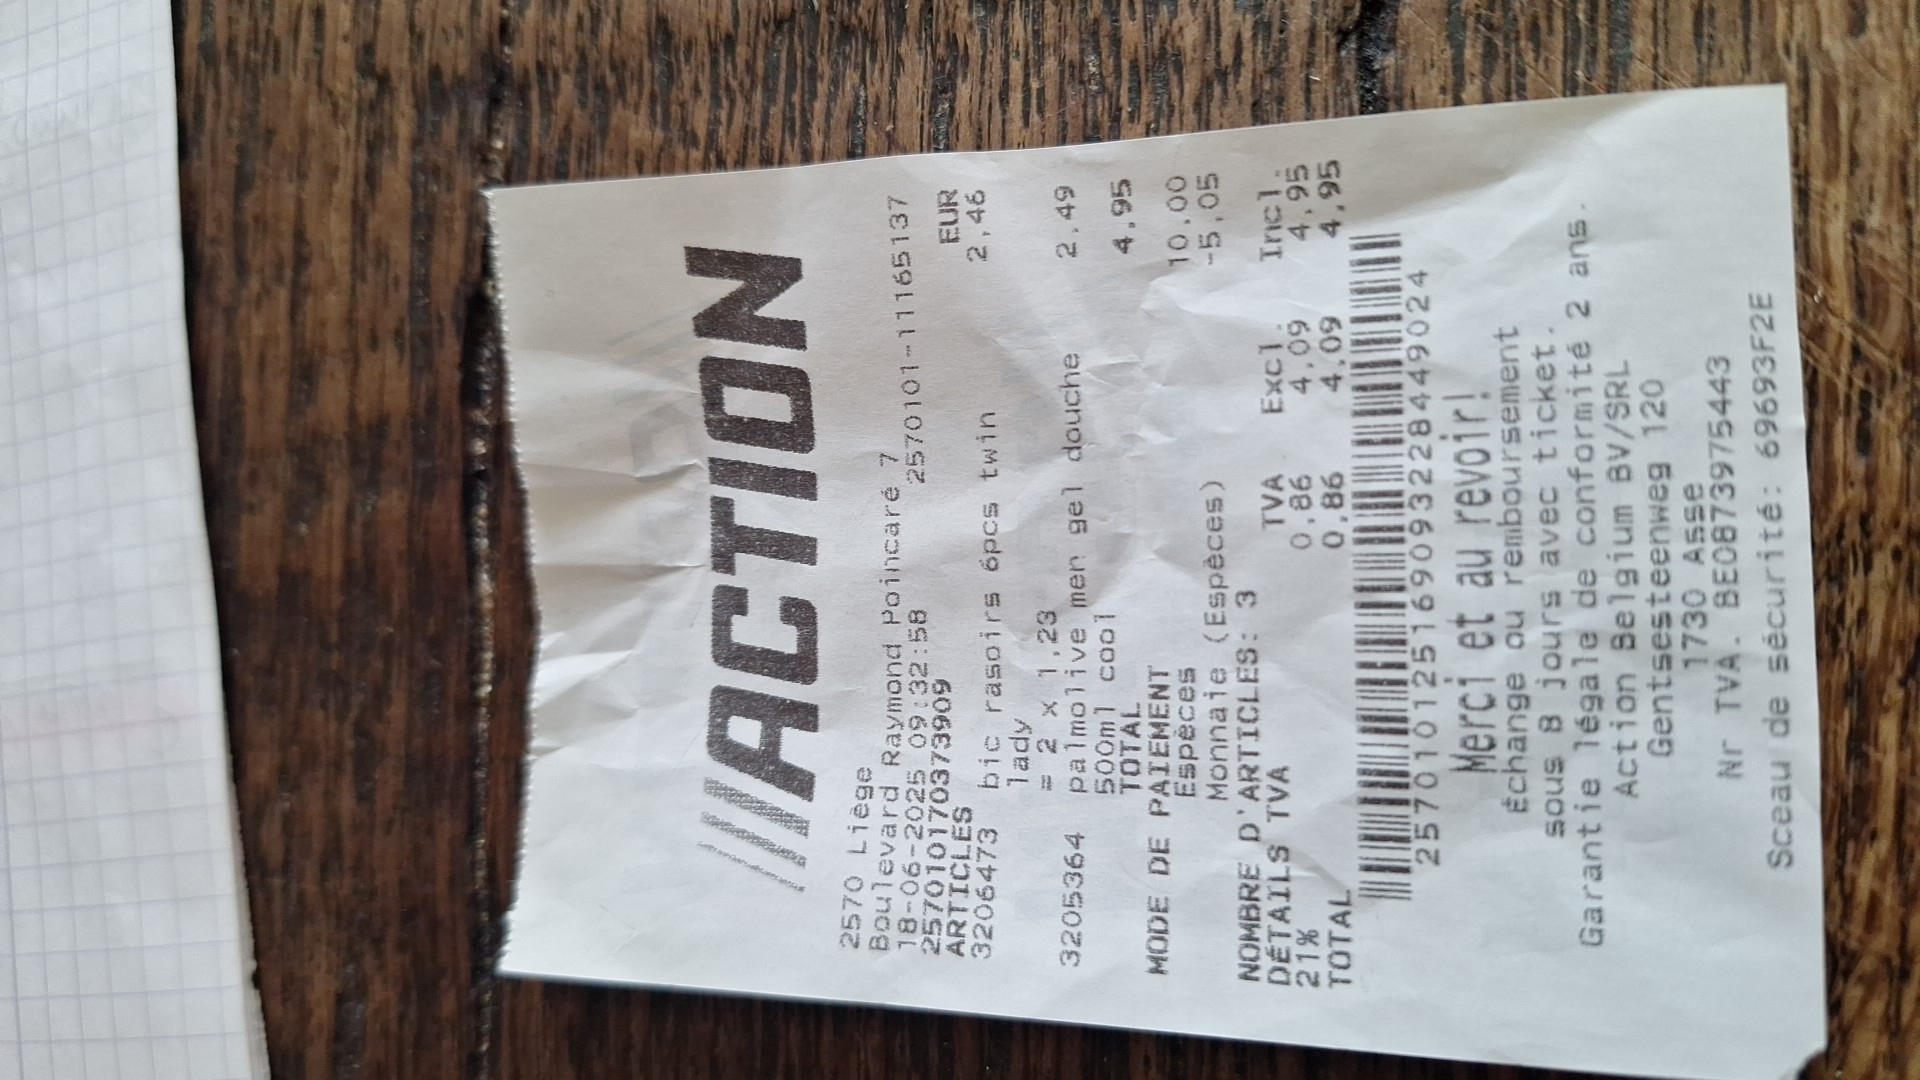 ///ACTION
2570 Liège
Boulevard Raymond Poincaré 7
18-06-2025 09:32:58 2570101-11165137
257010170373909
ARTICLES EUR
3206473 bic rasoirs 6pcs twin 2,46
lady
= 2 x 1,23
3205364 palmolive men gel douche 2,49
500ml cool
TOTAL 4,95
MODE DE PAIEMENT
Espèces 10,00
Monnaie (Espèces) -5,05
NOMBRE D'ARTICLES: 3
DÉTAILS TVA TVA Excl. Incl.
21% 0,86 4,09 4,95
TOTAL 0,86 4,09 4,95
257010125169093228449024
Merci et au revoir!
Échange ou remboursement
sous 8 jours avec ticket.
Garantie légale de conformité 2 ans.
Action Belgium BV/SRL
Gentsesteenweg 120
1730 Asse
Nr TVA. BE0873975443
Sceau de sécurité: 69693F2E